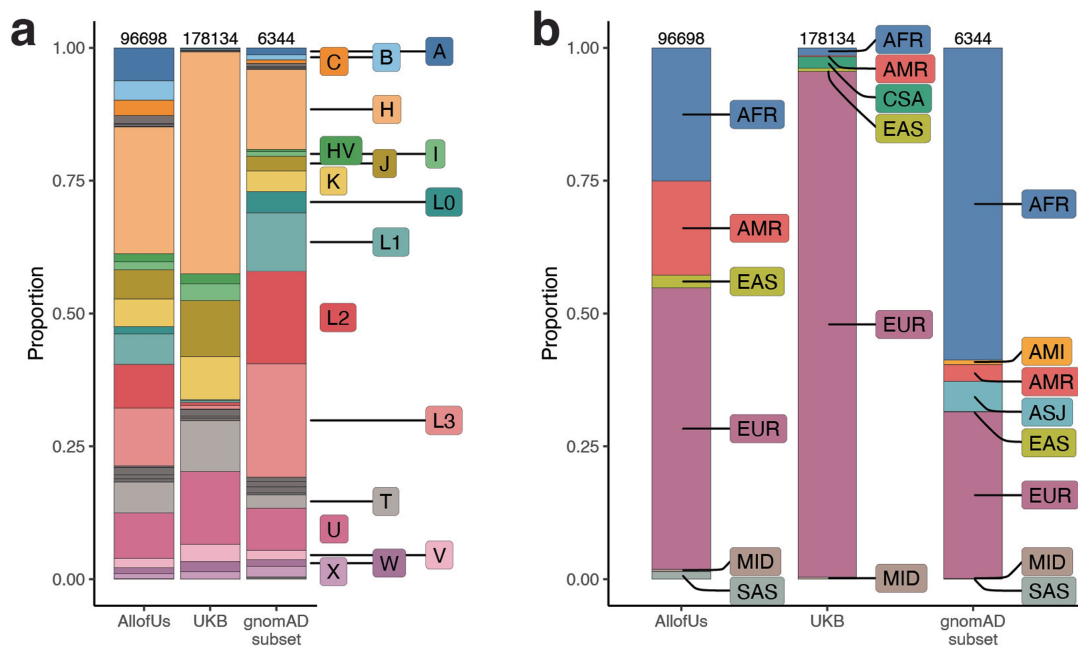 a
96698 178134 6344
1.00
0.75
0.50
0.25
0.00
Proportion
A
B
C
H
HV
I
J
K
L0
L1
L2
L3
T
U
V
W
X
AllofUs
UKB
gnomAD
subset
b
96698
178134
6344
1.00
0.75
0.50
0.25
0.00
Proportion
AFR
AMR
EAS
EUR
MID
SAS
AFR
AMR
CSA
EAS
EUR
MID
AFR
AMI
AMR
ASJ
EAS
EUR
MID
SAS
AllofUs
UKB
gnomAD
subset